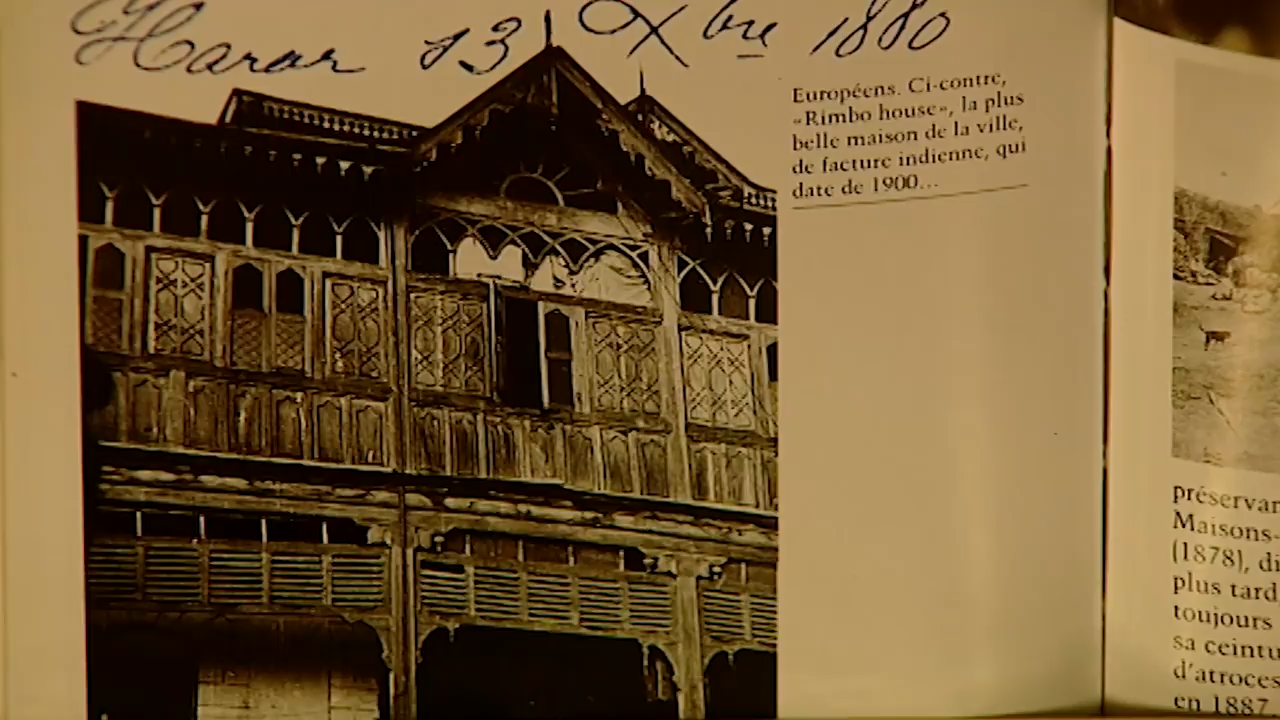 Harar 13 Xbre 1880
Européens. Ci-contre,
«Rimbo house», la plus
belle maison de la ville,
de facture indienne, qui
date de 1900...
préservan
Maisons-
(1878), di
plus tard
toujours
sa ceintu
d'atroces
en 1887